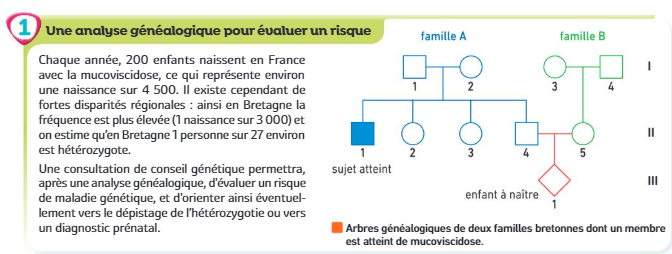 1 Une analyse généalogique pour évaluer un risque
Chaque année, 200 enfants naissent en France
avec la mucoviscidose, ce qui représente environ
une naissance sur 4 500. Il existe cependant de
fortes disparités régionales : ainsi en Bretagne la
fréquence est plus élevée (1 naissance sur 3 000) et
on estime qu'en Bretagne 1 personne sur 27 environ
est hétérozygote.
Une consultation de conseil génétique permettra,
après une analyse généalogique, d'évaluer un risque
de maladie génétique, et d'orienter ainsi éventuel-
lement vers le dépistage de l'hétérozygotie ou vers
un diagnostic prénatal.
famille A famille B
I
1 2 3 4
II
1 2 3 4 5
sujet atteint
III
enfant à naître
1
Arbres généalogiques de deux familles bretonnes dont un membre
est atteint de mucoviscidose.